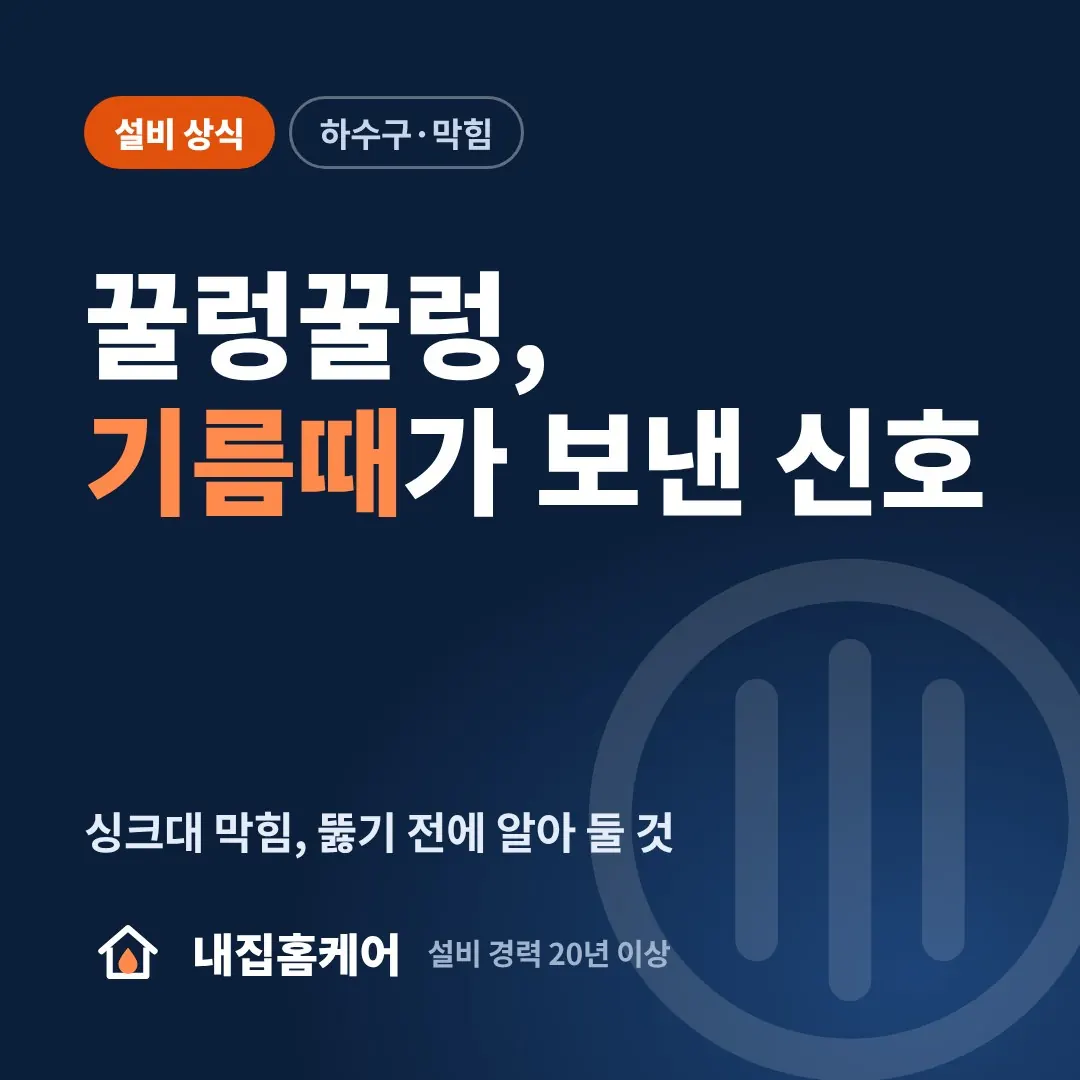 설비 상식
하수구·막힘
꿀렁꿀렁,
기름때가 보낸 신호
싱크대 막힘, 뚫기 전에 알아 둘 것
내집홈케어 설비 경력 20년 이상